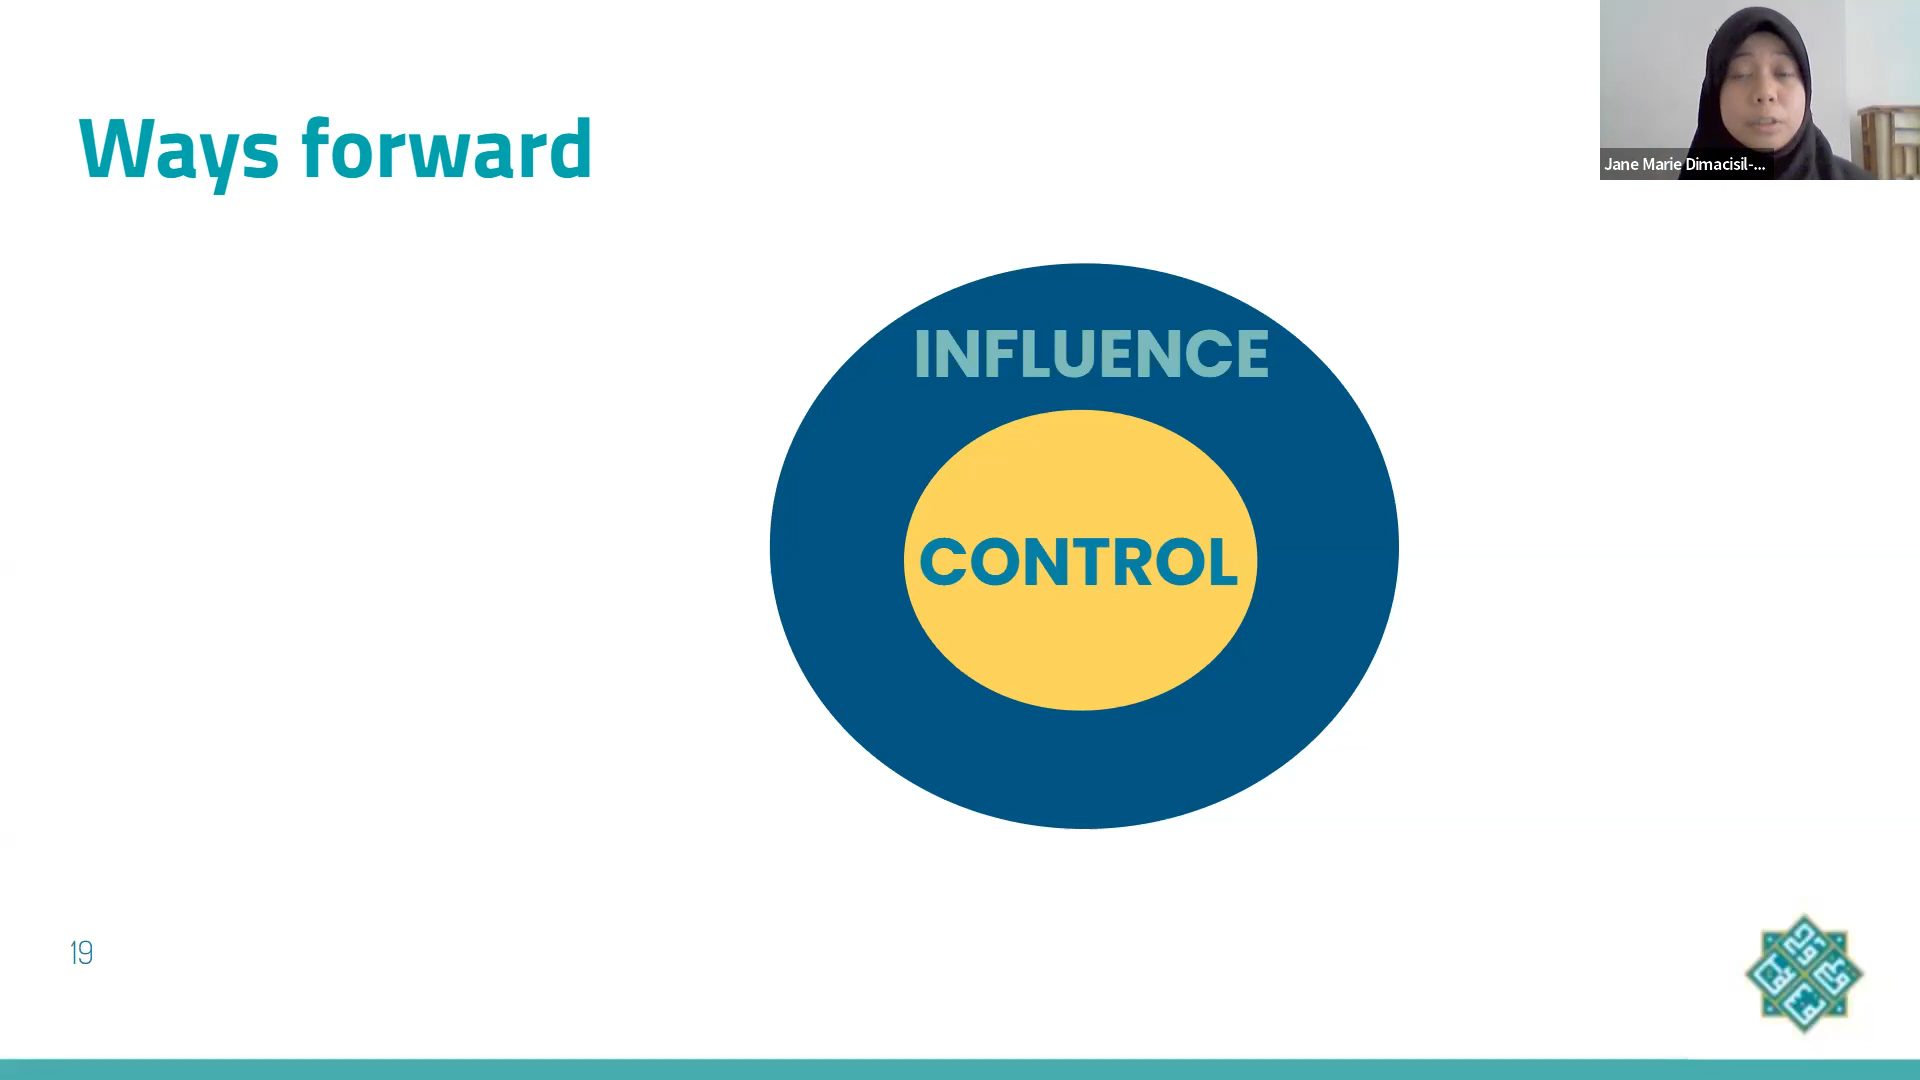 Ways forward
Jane Marie Dimacisil-...
INFLUENCE
CONTROL
19